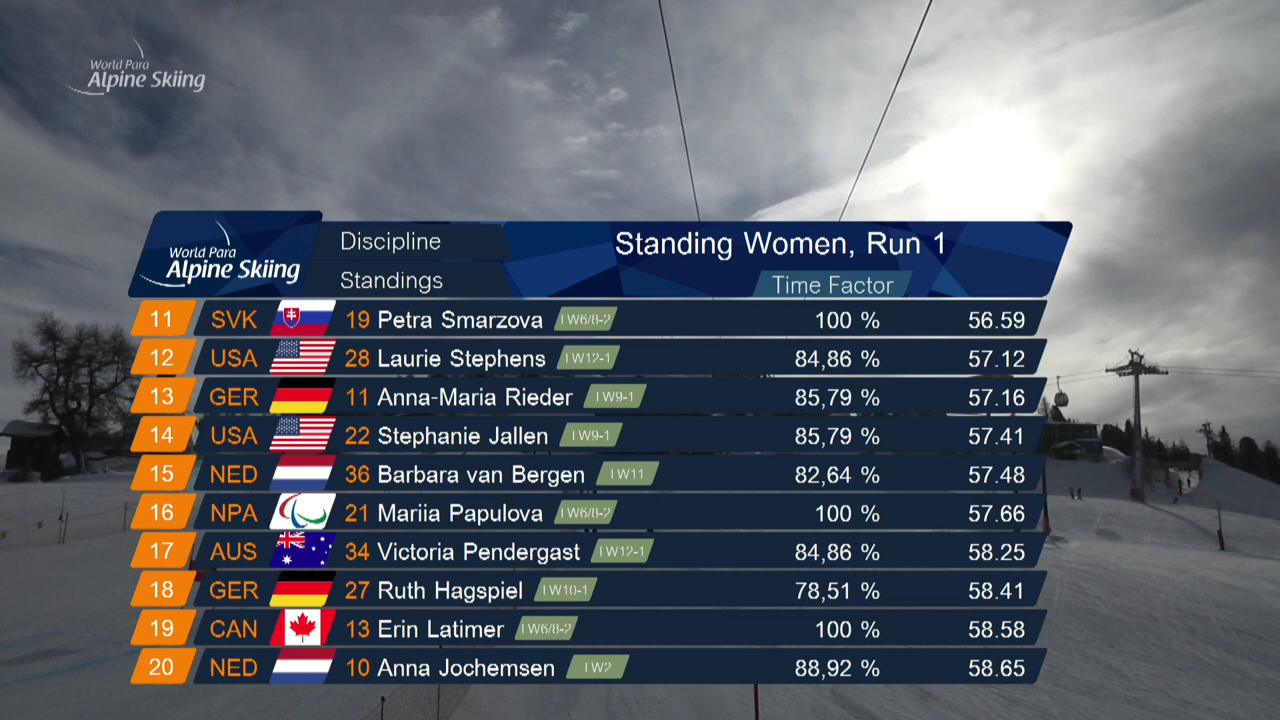 World Para
Alpine Skiing
World Para
Alpine Skiing
Discipline
Standings
Standing Women, Run 1
Time Factor
11 SVK 19 Petra Smarzova LW6/8-2 100 % 56.59
12 USA 28 Laurie Stephens LW12-1 84,86 % 57.12
13 GER 11 Anna-Maria Rieder LW9-1 85,79 % 57.16
14 USA 22 Stephanie Jallen LW9-1 85,79 % 57.41
15 NED 36 Barbara van Bergen LW11 82,64 % 57.48
16 NPA 21 Mariia Papulova LW6/8-2 100 % 57.66
17 AUS 34 Victoria Pendergast LW12-1 84,86 % 58.25
18 GER 27 Ruth Hagspiel LW10-1 78,51 % 58.41
19 CAN 13 Erin Latimer LW6/8-2 100 % 58.58
20 NED 10 Anna Jochemsen LW2 88,92 % 58.65